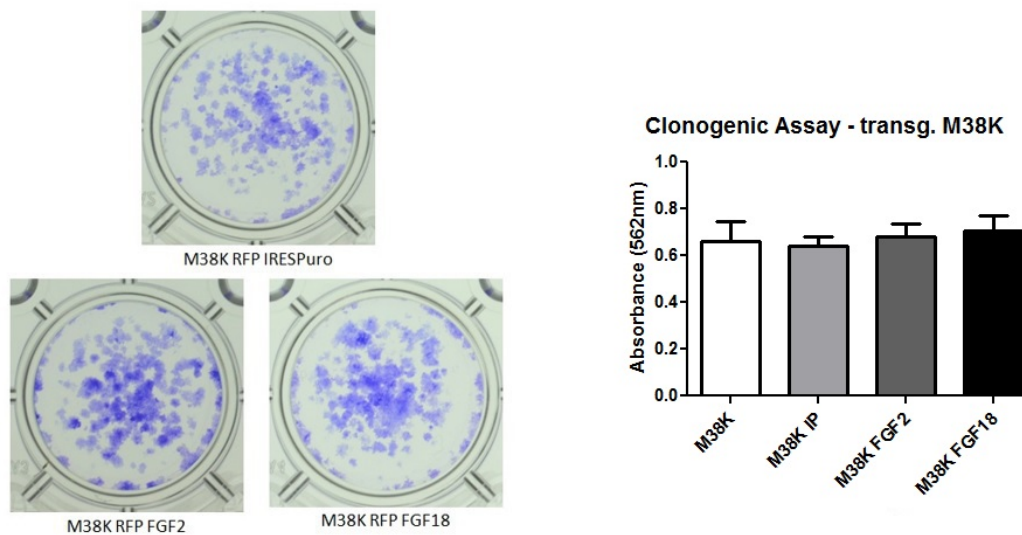 M38K RFP IRESPuro
M38K RFP FGF2
M38K RFP FGF18
Clonogenic Assay - transg. M38K
Absorbance (562nm)
1.0
0.8
0.6
0.4
0.2
0.0
M38K
M38K IP
M38K FGF2
M38K FGF18